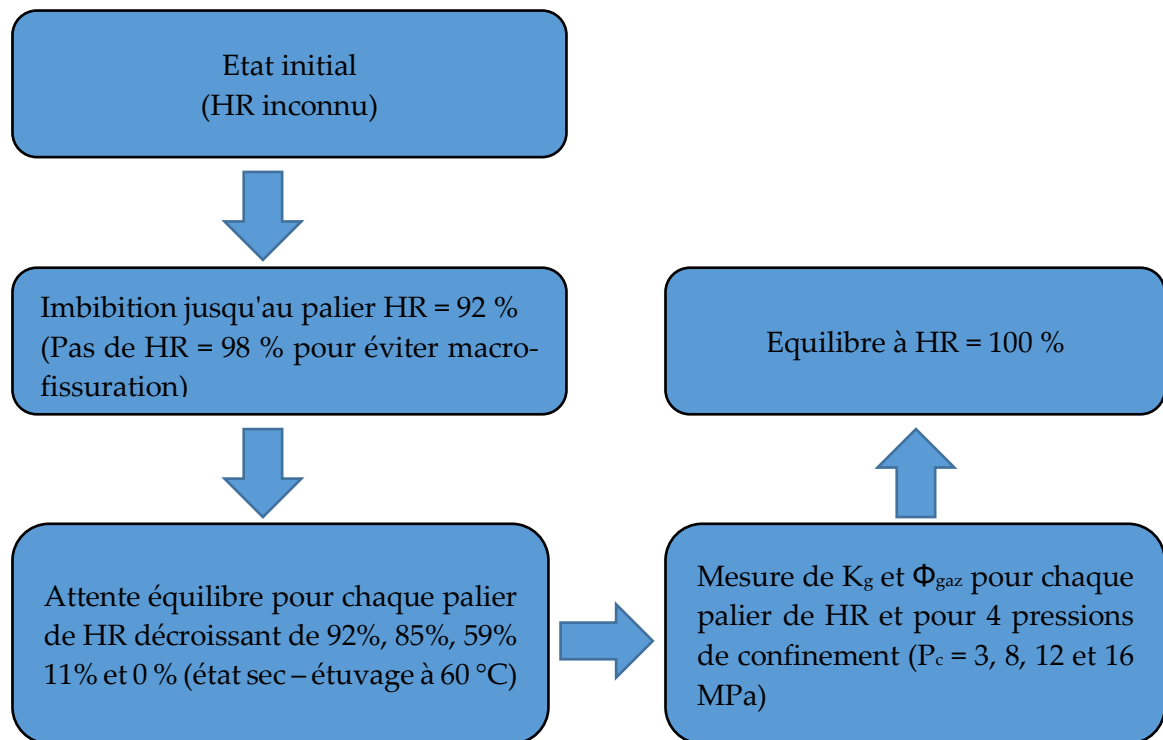 Etat initial
(HR inconnu)
Imbibition jusqu'au palier HR = 92 %
(Pas de HR = 98 % pour éviter macro-
fissuration)
Attente équilibre pour chaque palier
de HR décroissant de 92%, 85%, 59%
11% et 0 % (état sec – étuvage à 60 °C)
Mesure de Kg et Φgaz pour chaque
palier de HR et pour 4 pressions
de confinement (Pc = 3, 8, 12 et 16
MPa)
Equilibre à HR = 100 %